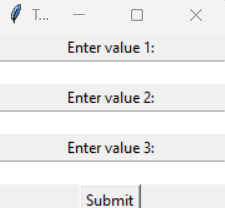 T...
Enter value 1:
Enter value 2:
Enter value 3:
Submit